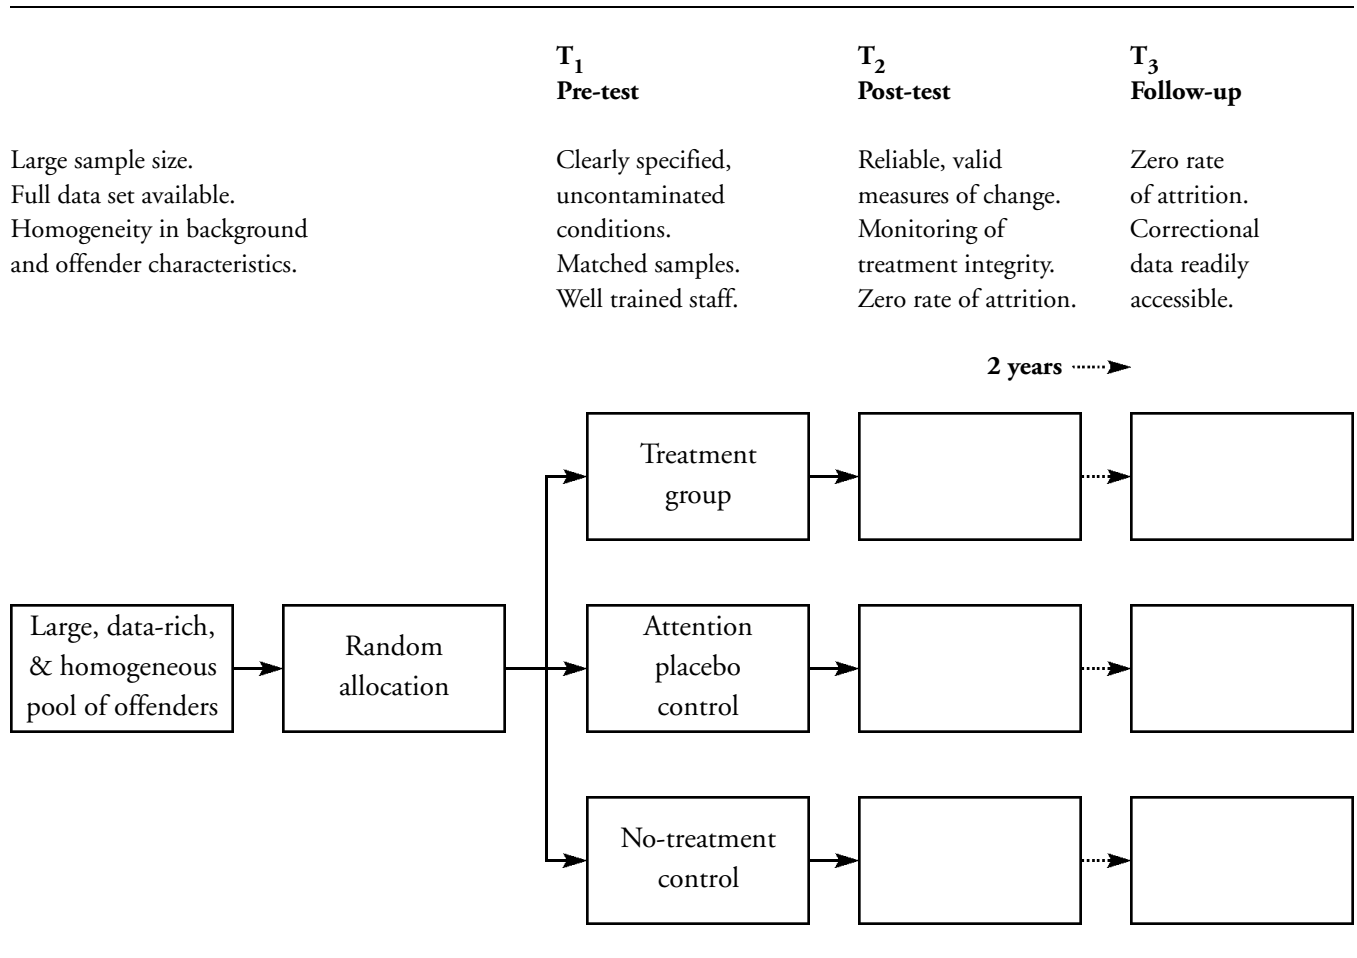 T1
Pre-test
T2
Post-test
T3
Follow-up
Large sample size.
Full data set available.
Homogeneity in background
and offender characteristics.
Clearly specified,
uncontaminated
conditions.
Matched samples.
Well trained staff.
Reliable, valid
measures of change.
Monitoring of
treatment integrity.
Zero rate of attrition.
Zero rate
of attrition.
Correctional
data readily
accessible.
2 years
Treatment
group
Large, data-rich,
& homogeneous
pool of offenders
Random
allocation
Attention
placebo
control
No-treatment
control